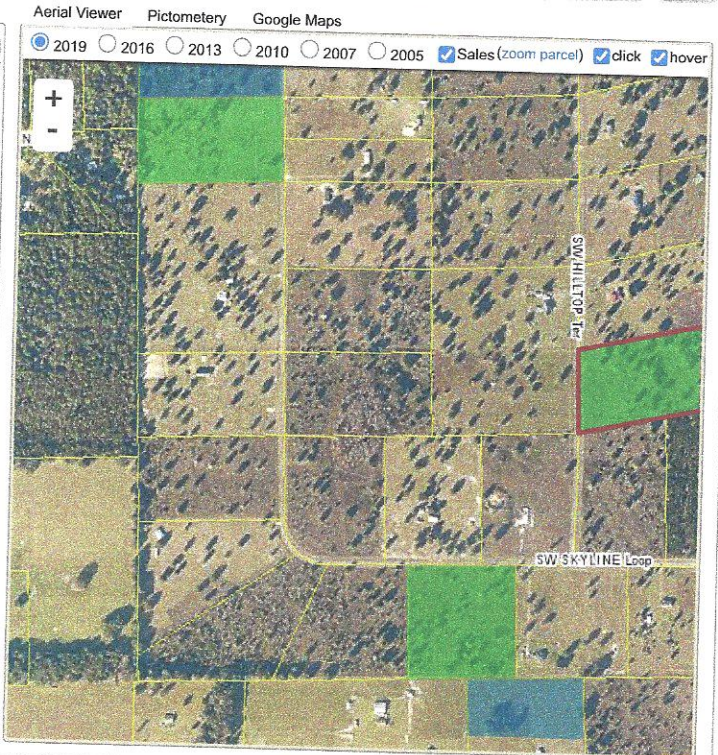 Aerial Viewer Pictometery Google Maps
2019 2016 2013 2010 2007 2005 Sales (zoom parcel) click hover
+
-
N
SW HILLTOP Ter
SW SKYLINE Loop